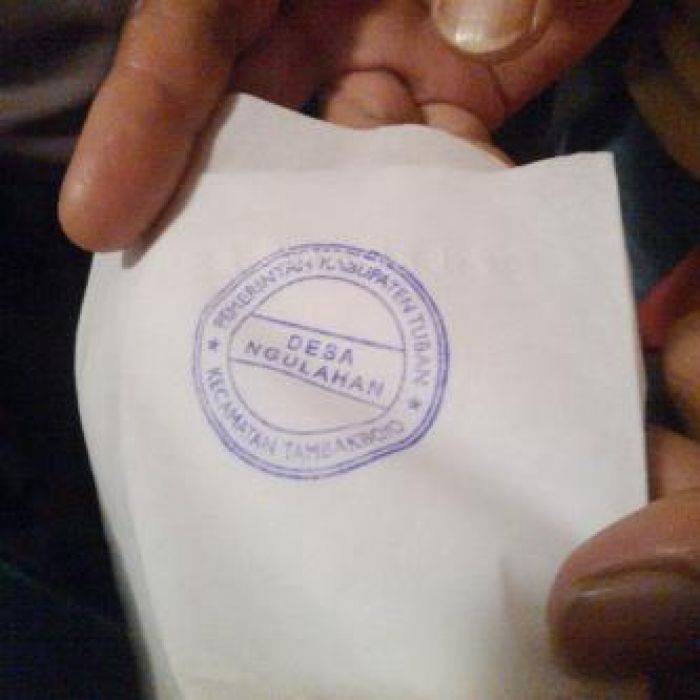 PEMERINTAH KABUPATEN TUBAN
DESA
NGULAHAN
KECAMATAN TAMBAKBOYO